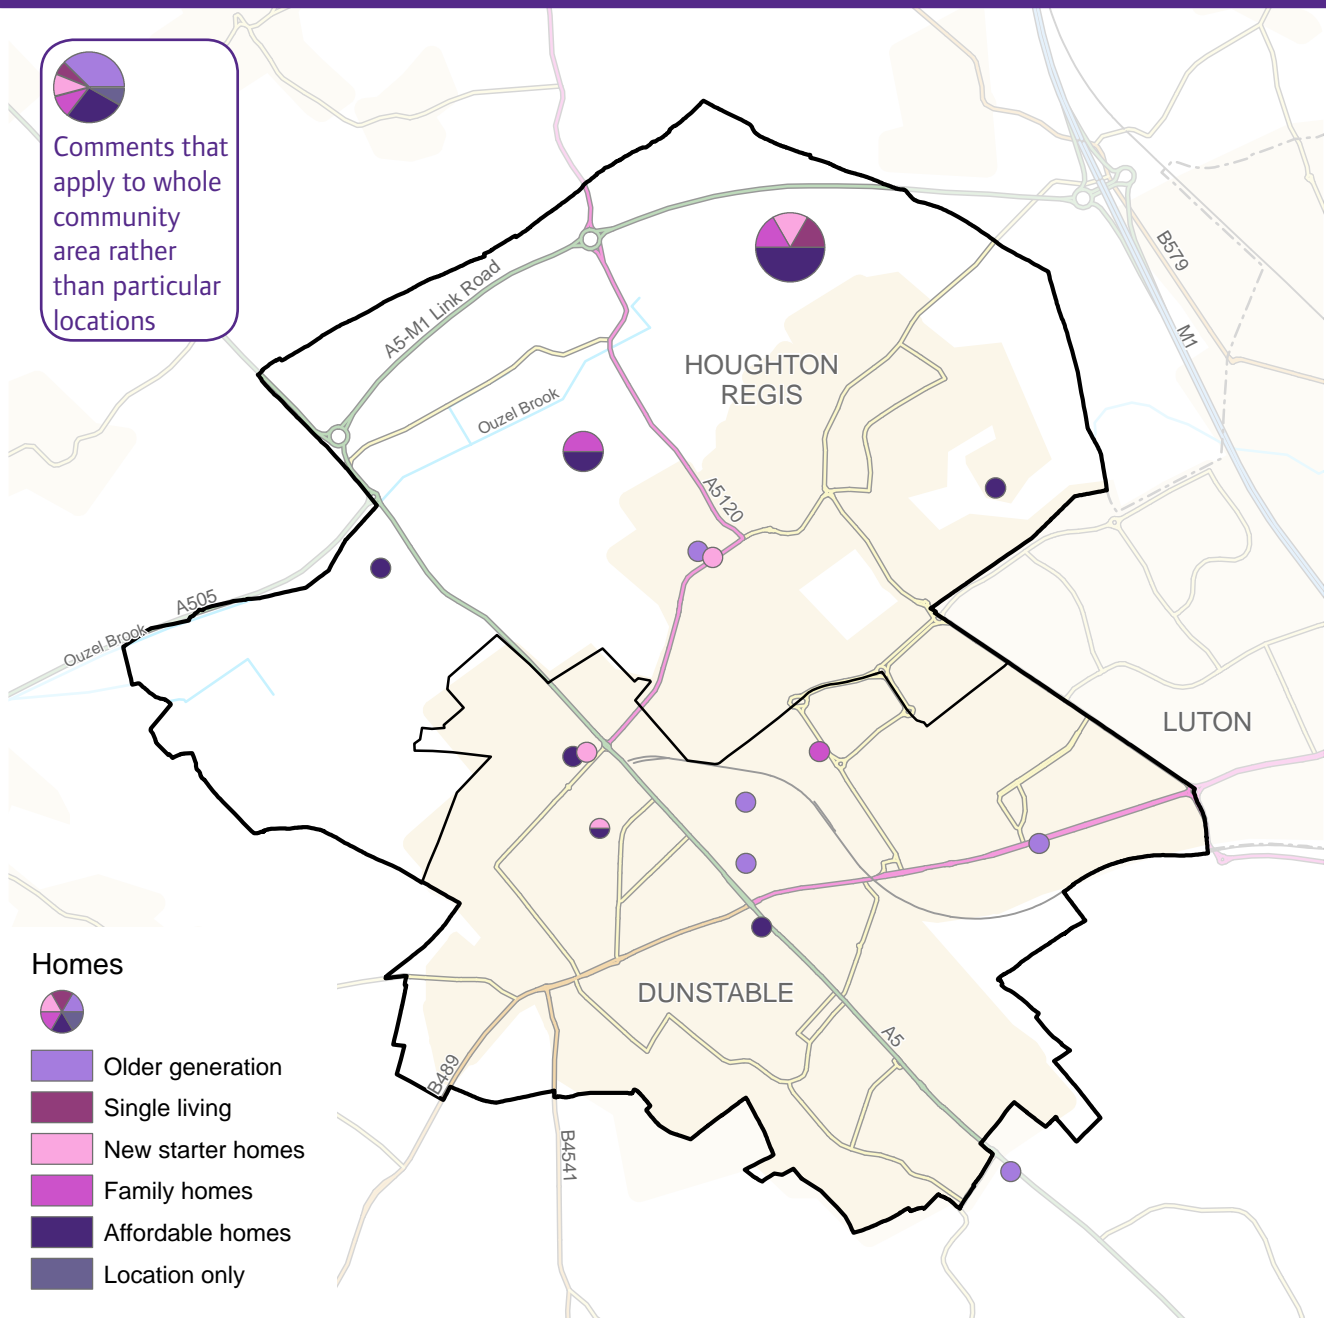 Comments that
apply to whole
community
area rather
than particular
locations
A5-M1 Link Road
B579
M1
HOUGHTON
REGIS
Ouzel Brook
A5120
A505
Ouzel Brook
LUTON
DUNSTABLE
A5
B489
B4541
Homes
Older generation
Single living
New starter homes
Family homes
Affordable homes
Location only